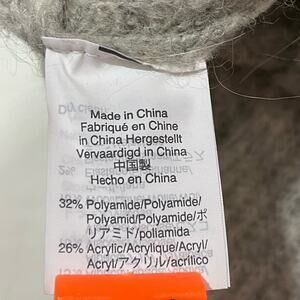 Made in China
Fabriqué en Chine
in China Hergestellt
Vervaardigd in China
中国製
Hecho en China
32% Polyamide/Polyamide/
Polyamid/Polyamide/ポ
リアミド/poliamida
26% Acrylic/Acrylique/Acryl/
Acryl/アクリル/acrílico